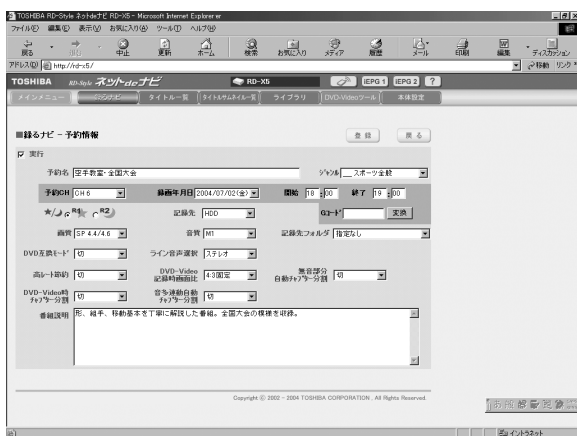 TOSHIBA RD-Style ネットdeナビ RD-X5 - Microsoft Internet Explorer
ファイル(F) 編集(E) 表示(V) お気に入り(A) ツール(T) ヘルプ(H)
戻る 中止 更新 ホーム 検索 お気に入り メディア 履歴 メール 印刷 編集 ディスカッション
アドレス(D) http://rd-x5/ 移動 リンク
TOSHIBA RD-Style ネットdeナビ RD-X5 iEPG 1 iEPG 2 ?
メインメニュー 録るナビ タイトル一覧 タイトルサムネイル一覧 ライブラリ DVD-Videoツール 本体設定
■録るナビ - 予約情報 登録 戻る
実行
予約名 空手教室・全国大会 ジャンル __スポーツ全般
予約CH CH 6 録画年月日 2004/07/02(金) 開始 18 : 00 終了 19 : 00
★/ R1 R2 記録先 HDD Gコード 変換
画質 SP 4.4/4.6 音質 M1 記録先フォルダ 指定なし
DVD互換モード 切 ライン音声選択 ステレオ
高レート節約 切 DVD-Video記録時画面比 4:3固定 無音部分自動チャプター分割 切
DVD-Video時チャプター分割 切 音多連動自動チャプター分割 切
番組説明 形、組手、移動基本を丁寧に解説した番組。全国大会の模様を収録。
Copyright © 2002 - 2004 TOSHIBA CORPORATION, All Rights Reserved.
イントラネット